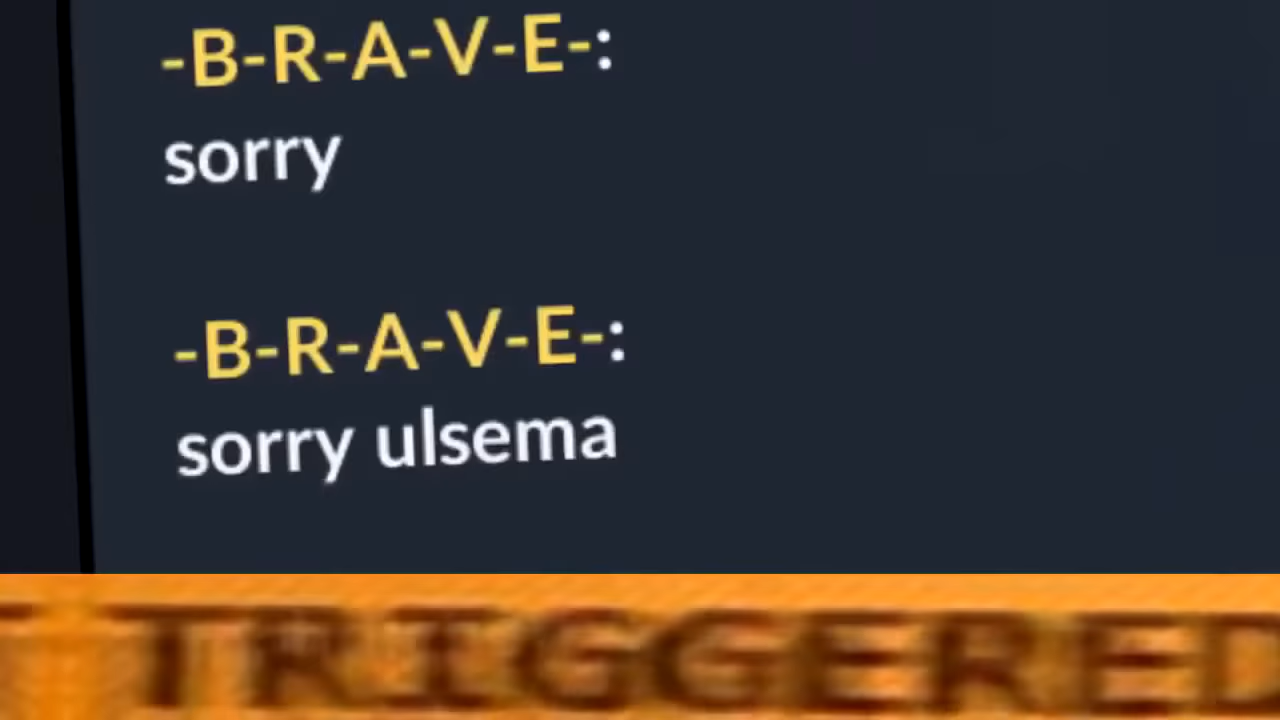 -B-R-A-V-E-:
sorry
-B-R-A-V-E-:
sorry ulsema
TRIGGERED